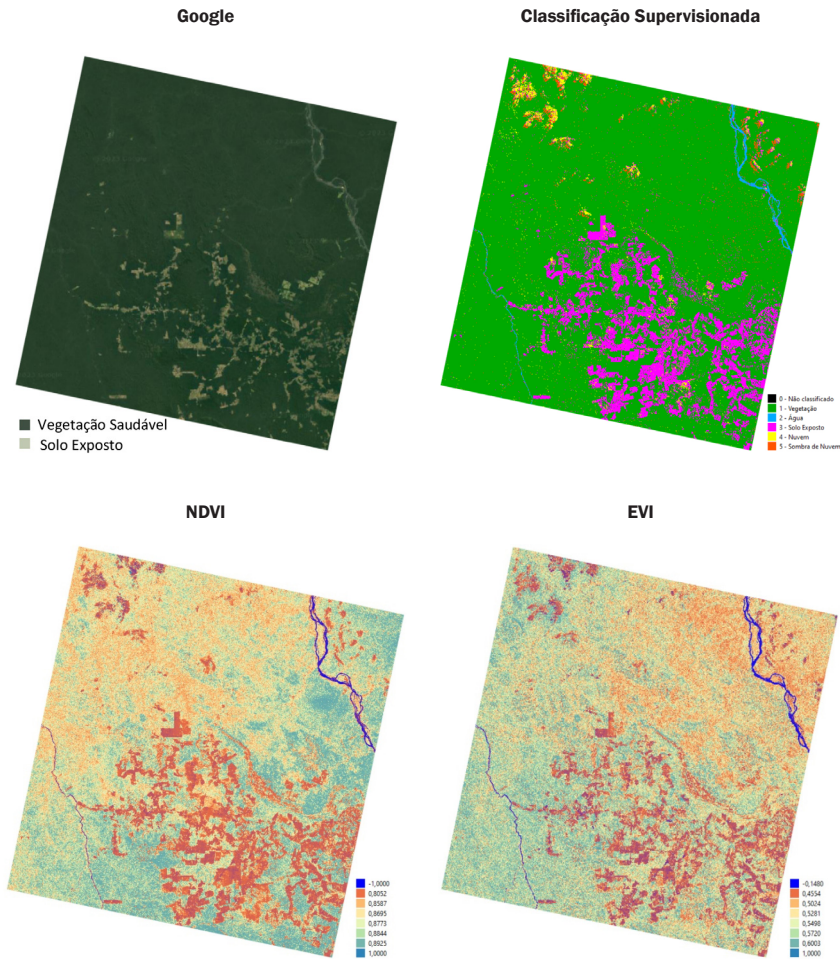 Google
Classificação Supervisionada
Vegetação Saudável
Solo Exposto
0 - Não classificado
1 - Vegetação
2 - Água
3 - Solo Exposto
4 - Nuvem
5 - Sombra de Nuvem
NDVI
EVI
-1,0000
0,8052
0,8587
0,8695
0,8773
0,8844
0,8925
1,0000
-0,1480
0,4554
0,5024
0,5281
0,5498
0,5720
0,6003
1,0000